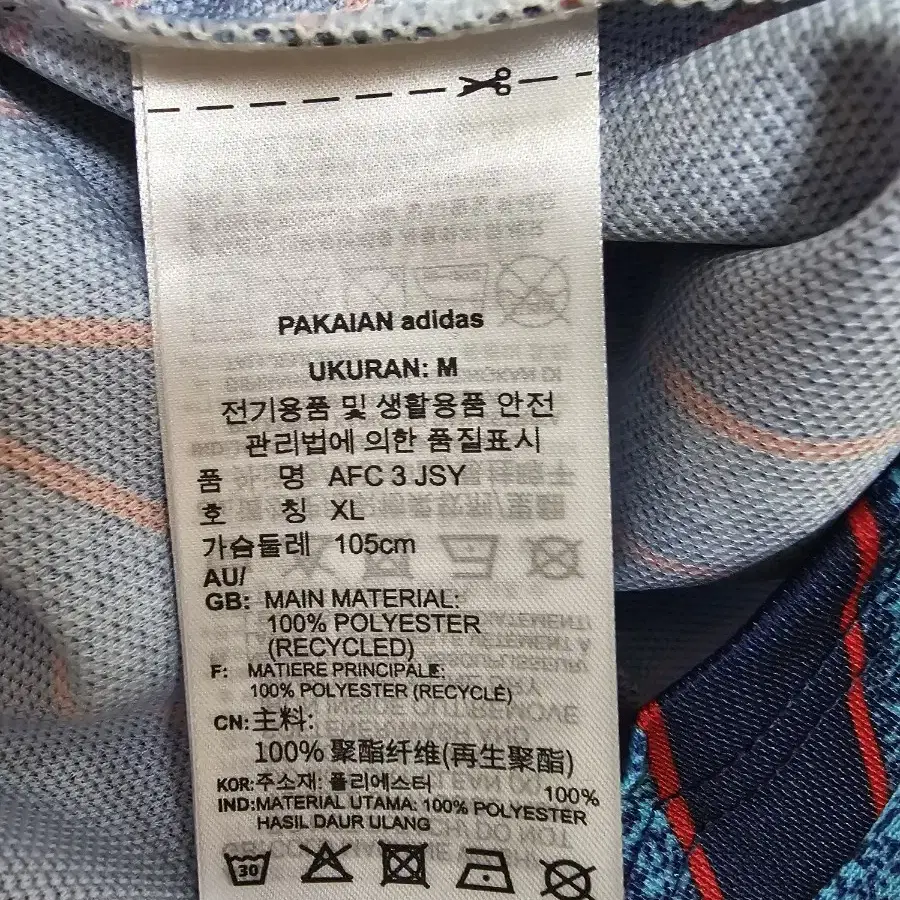 PAKAIAN adidas
UKURAN: M
전기용품 및 생활용품 안전
관리법에 의한 품질표시
품 명 AFC 3 JSY
호 칭 XL
가슴둘레 105cm
AU/
GB: MAIN MATERIAL:
100% POLYESTER
(RECYCLED)
F: MATIERE PRINCIPALE:
100% POLYESTER (RECYCLÉ)
CN: 主料:
100% 聚酯纤维(再生聚酯)
KOR: 주소재: 폴리에스터 100%
IND: MATERIAL UTAMA: 100% POLYESTER
HASIL DAUR ULANG
30